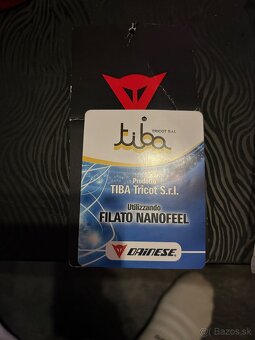 tiba
TRICOT S.r.l.
Prodotto
TIBA Tricot S.r.l.
Utilizzando
FILATO NANOFEEL
DAINESE
© Bazos.sk